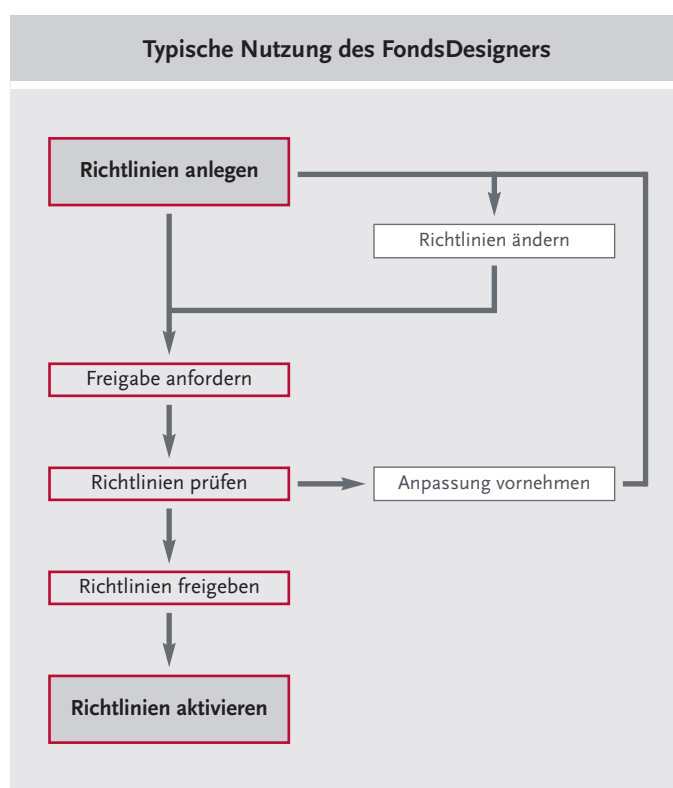 Typische Nutzung des FondsDesigners
Richtlinien anlegen
Richtlinien ändern
Freigabe anfordern
Richtlinien prüfen
Anpassung vornehmen
Richtlinien freigeben
Richtlinien aktivieren